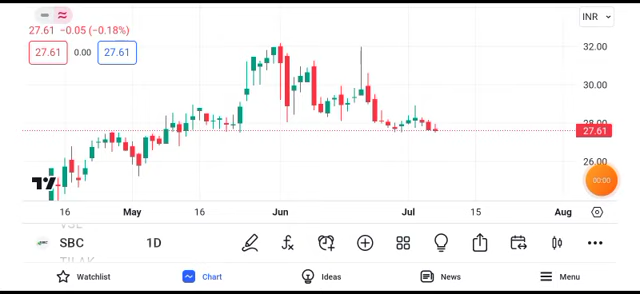 INR
27.61 −0.05 (−0.18%)
27.61 0.00 27.61
32.00
30.00
28.00
27.61
26.00
00:00
16 May 16 Jun Jul 15 Aug
SBC 1D
TILAK
Watchlist Chart Ideas News Menu